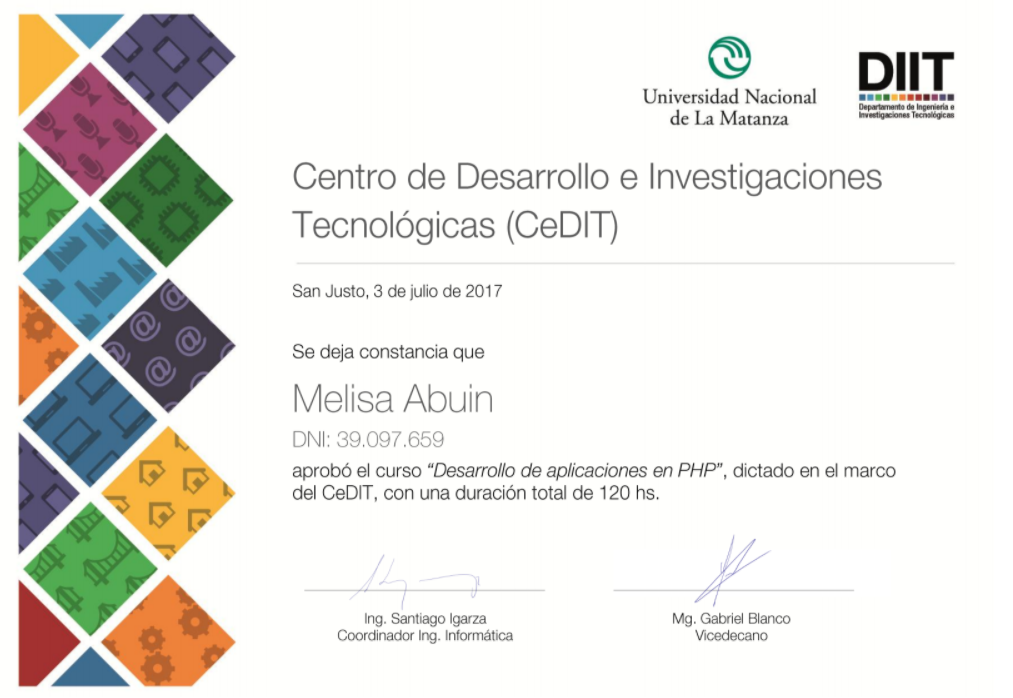 Universidad Nacional
de La Matanza
DIIT
Departamento de Ingeniería e
Investigaciones Tecnológicas
Centro de Desarrollo e Investigaciones
Tecnológicas (CeDIT)
San Justo, 3 de julio de 2017
Se deja constancia que
Melisa Abuin
DNI: 39.097.659
aprobó el curso “Desarrollo de aplicaciones en PHP”, dictado en el marco
del CeDIT, con una duración total de 120 hs.
Ing. Santiago Igarza
Coordinador Ing. Informática
Mg. Gabriel Blanco
Vicedecano